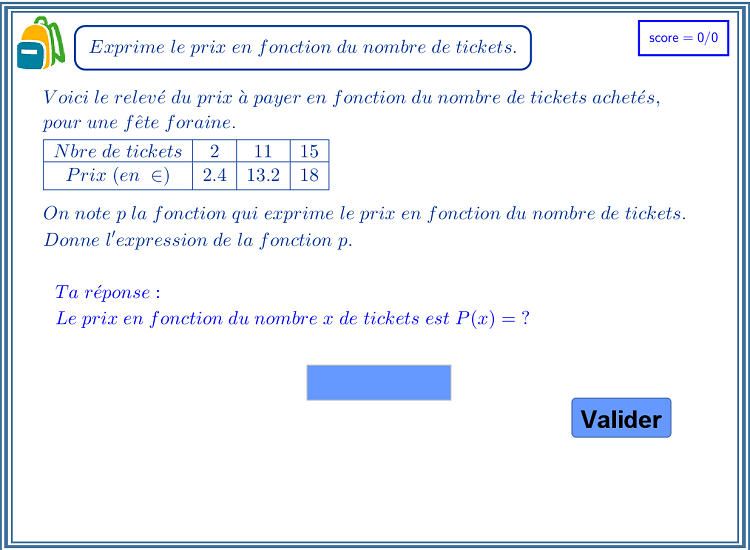 Exprime le prix en fonction du nombre de tickets.
score = 0/0
Voici le relevé du prix à payer en fonction du nombre de tickets achetés,
pour une fête foraine.
Nbre de tickets 2 11 15
Prix (en ∈) 2.4 13.2 18
On note p la fonction qui exprime le prix en fonction du nombre de tickets.
Donne l'expression de la fonction p.
Ta réponse :
Le prix en fonction du nombre x de tickets est P(x) = ?
Valider